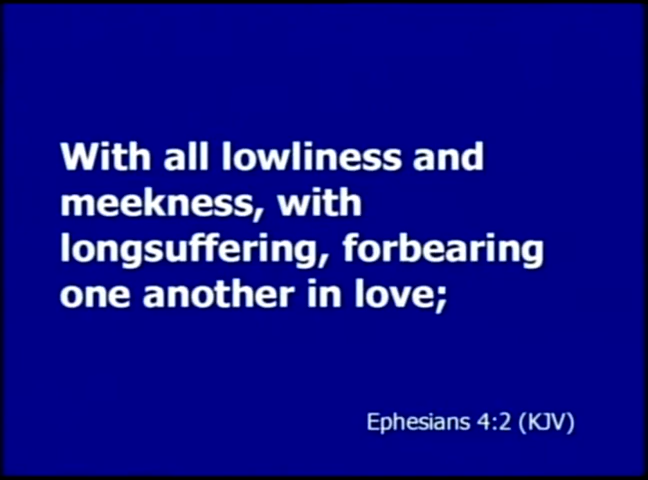 With all lowliness and
meekness, with
longsuffering, forbearing
one another in love;
Ephesians 4:2 (KJV)